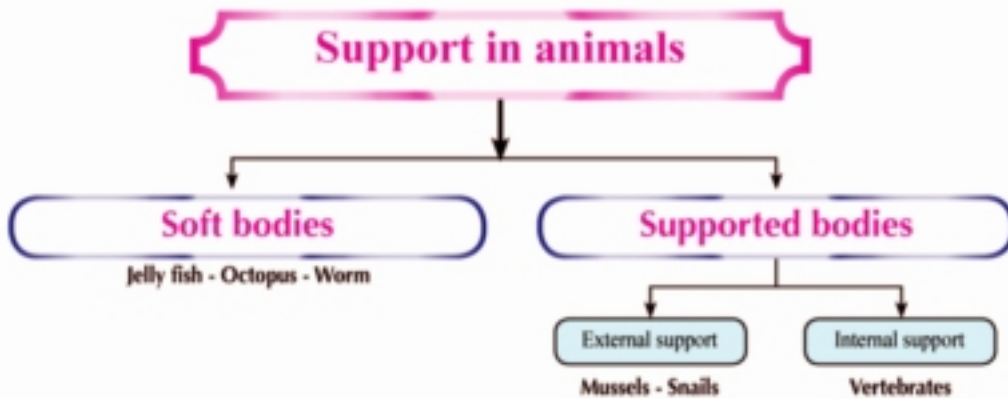 Support in animals
Soft bodies
Supported bodies
Jelly fish - Octopus - Worm
External support
Internal support
Mussels - Snails
Vertebrates